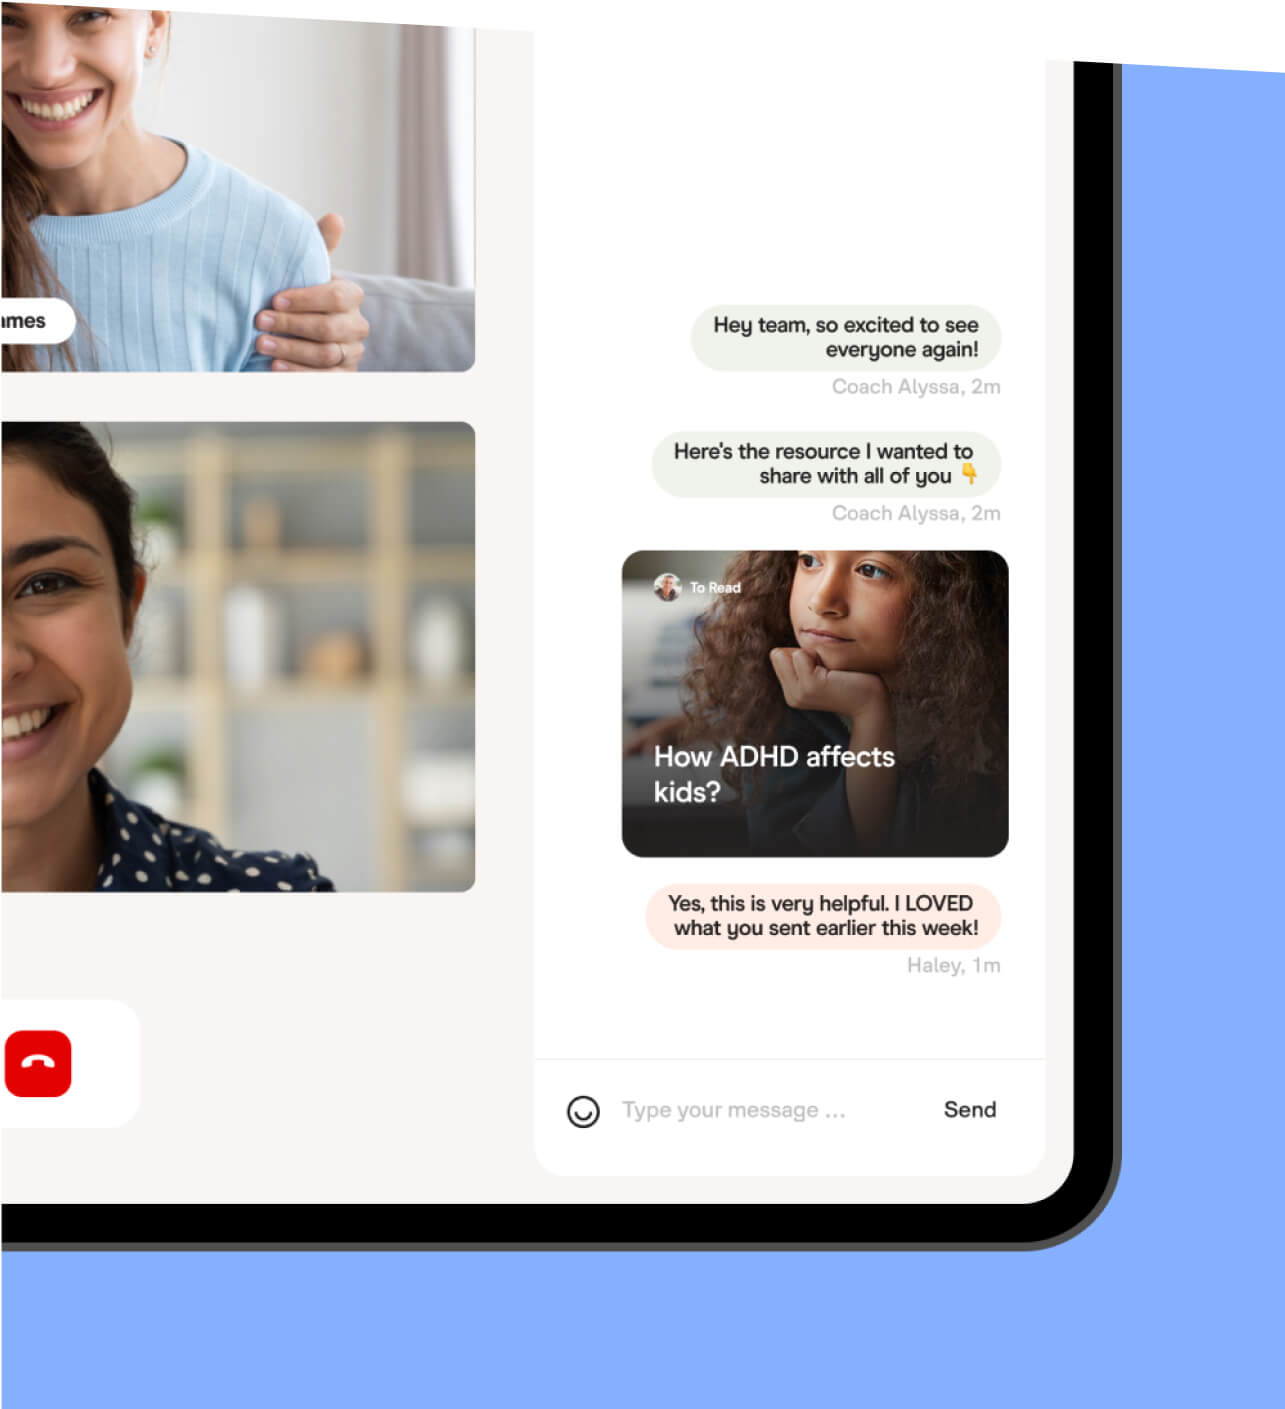 Hey team, so excited to see
everyone again!
Coach Alyssa, 2m
Here's the resource I wanted to
share with all of you 👇
Coach Alyssa, 2m
To Read
How ADHD affects
kids?
Yes, this is very helpful. I LOVED
what you sent earlier this week!
Haley, 1m
Type your message ...
Send